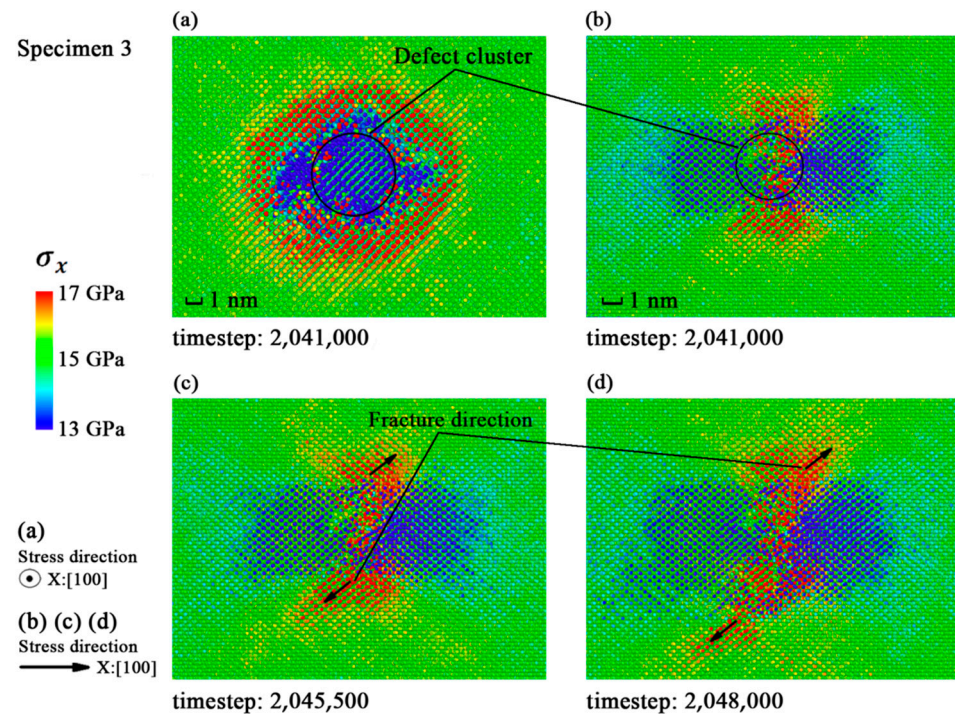 (a)
(b)
Specimen 3
Defect cluster
1 nm
1 nm
timestep: 2,041,000
timestep: 2,041,000
σx
17 GPa
15 GPa
13 GPa
(c)
(d)
Fracture direction
(a)
Stress direction
X:[100]
(b) (c) (d)
Stress direction
X:[100]
timestep: 2,045,500
timestep: 2,048,000